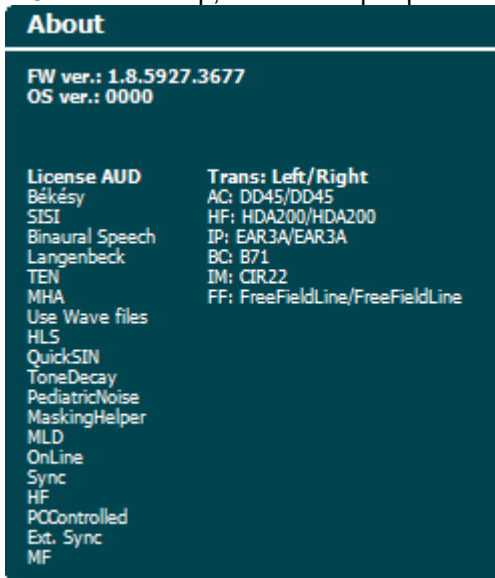 About
FW ver.: 1.8.5927.3677
OS ver.: 0000
License AUD
Békésy
SISI
Binaural Speech
Langenbeck
TEN
MHA
Use Wave files
HLS
QuickSIN
ToneDecay
PediatricNoise
MaskingHelper
MLD
OnLine
Sync
HF
PCControlled
Ext. Sync
MF
Trans: Left/Right
AC: DD45/DD45
HF: HDA200/HDA200
IP: EAR3A/EAR3A
BC: B71
IM: CIR22
FF: FreeFieldLine/FreeFieldLine